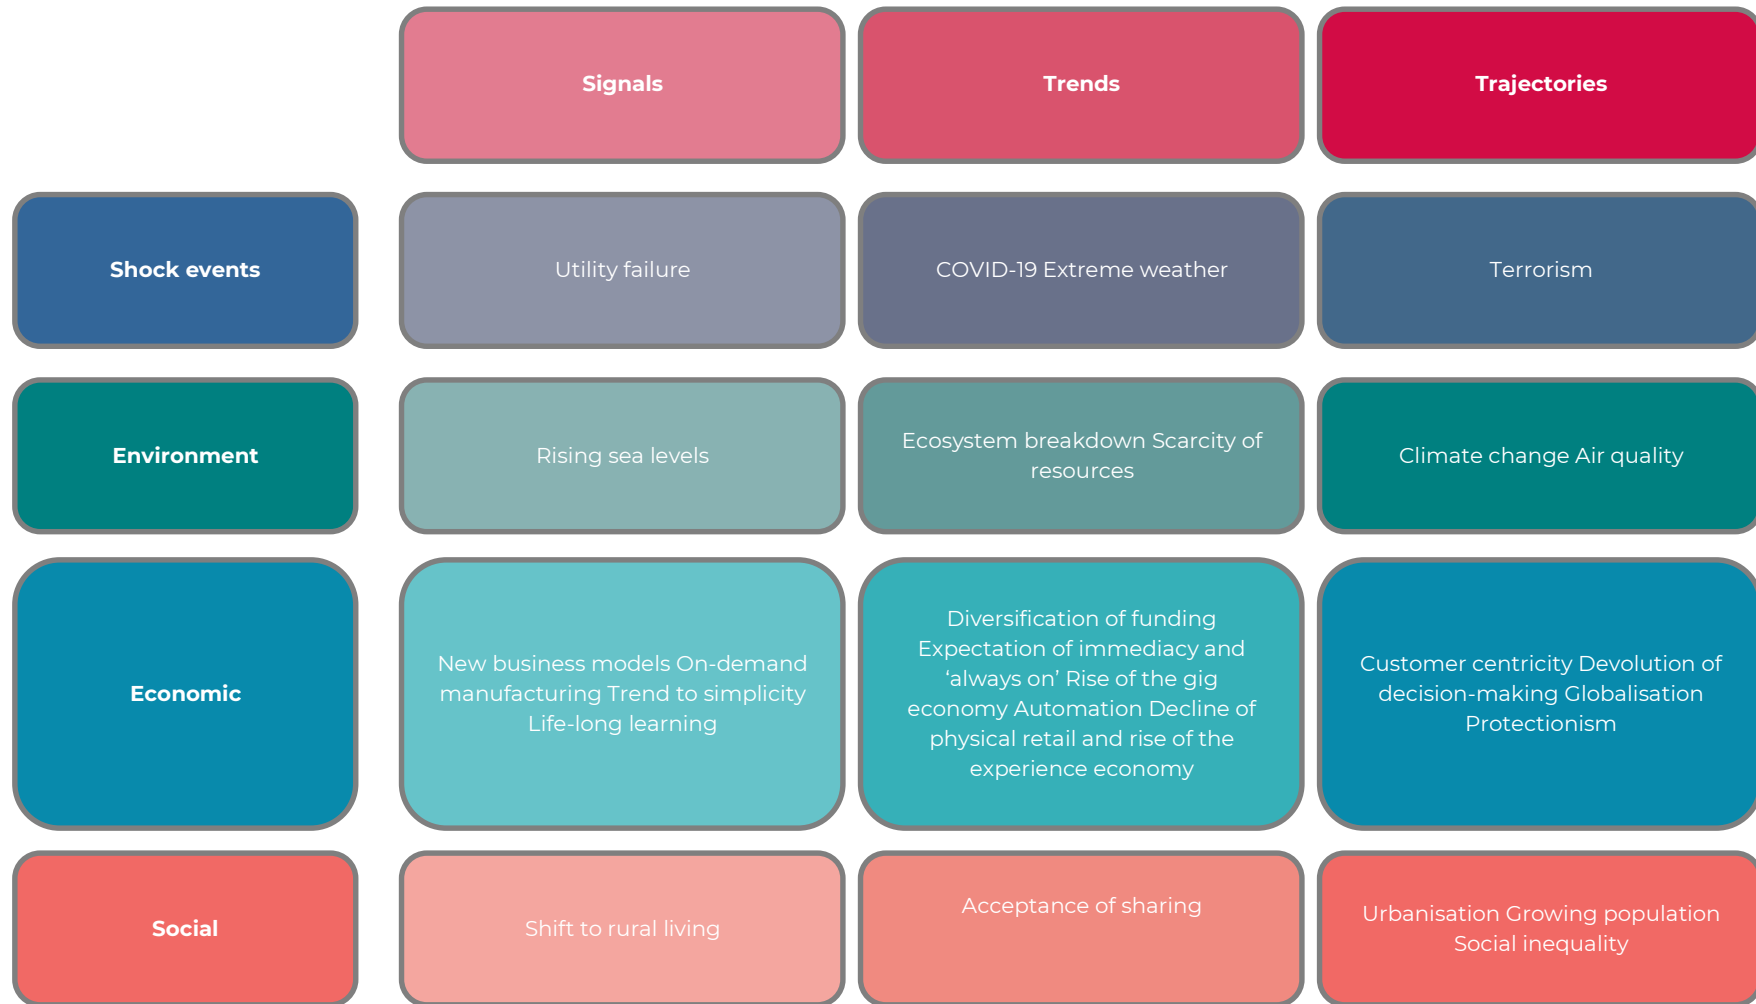 Signals
Trends
Trajectories
Shock events
Utility failure
COVID-19 Extreme weather
Terrorism
Environment
Rising sea levels
Ecosystem breakdown Scarcity of
resources
Climate change Air quality
Economic
New business models On-demand
manufacturing Trend to simplicity
Life-long learning
Diversification of funding
Expectation of immediacy and
‘always on’ Rise of the gig
economy Automation Decline of
physical retail and rise of the
experience economy
Customer centricity Devolution of
decision-making Globalisation
Protectionism
Social
Shift to rural living
Acceptance of sharing
Urbanisation Growing population
Social inequality